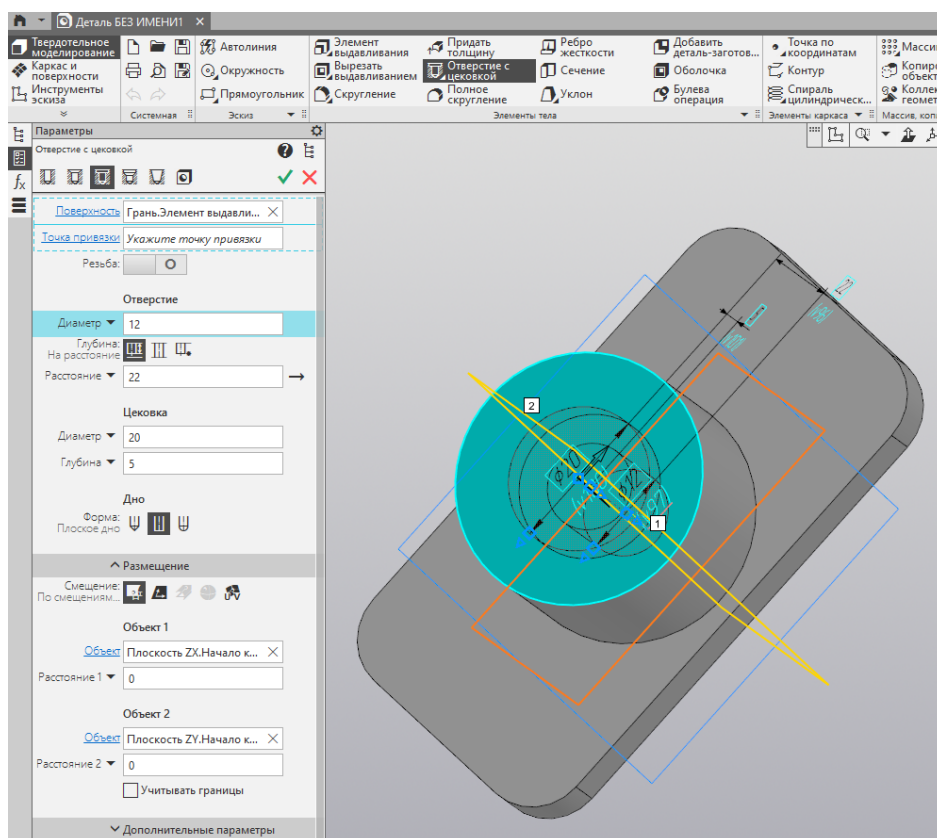 Деталь БЕЗ ИМЕНИ1
Твердотельное
моделирование
Каркас и
поверхности
Инструменты
эскиза
Системная
Автолиния
Окружность
Прямоугольник
Эскиз
Элемент
выдавливания
Вырезать
выдавливанием
Скругление
Придать
толщину
Отверстие с
цековкой
Полное
скругление
Ребро
жесткости
Сечение
Уклон
Добавить
деталь-заготов...
Оболочка
Булева
операция
Элементы тела
Точка по
координатам
Контур
Спираль
цилиндрическ...
Элементы каркаса
Масси
Копиро
объект
Коллек
геомет
Массив, копи
Параметры
Отверстие с цековкой
Поверхность Грань.Элемент выдавли...
Точка привязки Укажите точку привязки
Резьба:
Отверстие
Диаметр 12
Глубина:
На расстояние
Расстояние 22
Цековка
Диаметр 20
Глубина 5
Дно
Форма:
Плоское дно
Размещение
Смещение:
По смещениям...
Объект 1
Объект Плоскость ZX.Начало к...
Расстояние 1 0
Объект 2
Объект Плоскость ZY.Начало к...
Расстояние 2 0
Учитывать границы
Дополнительные параметры
2
ϕ20
ϕ12
1